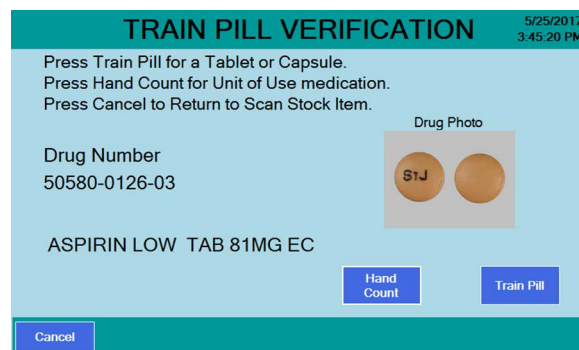 TRAIN PILL VERIFICATION
5/25/2017
3:45:20 PM
Press Train Pill for a Tablet or Capsule.
Press Hand Count for Unit of Use medication.
Press Cancel to Return to Scan Stock Item.
Drug Photo
Drug Number
50580-0126-03
S1J
ASPIRIN LOW TAB 81MG EC
Hand
Count
Train Pill
Cancel